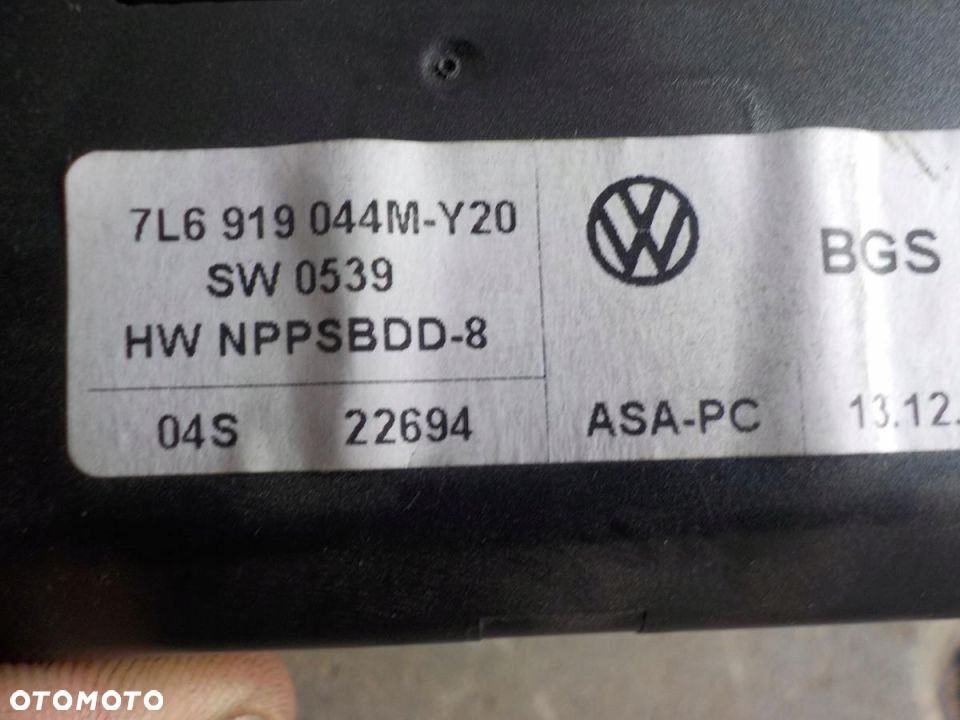 7L6 919 044M-Y20
SW 0539
HW NPPSBDD-8
04S 22694
BGS
ASA-PC 13.12.
OTOMOTO